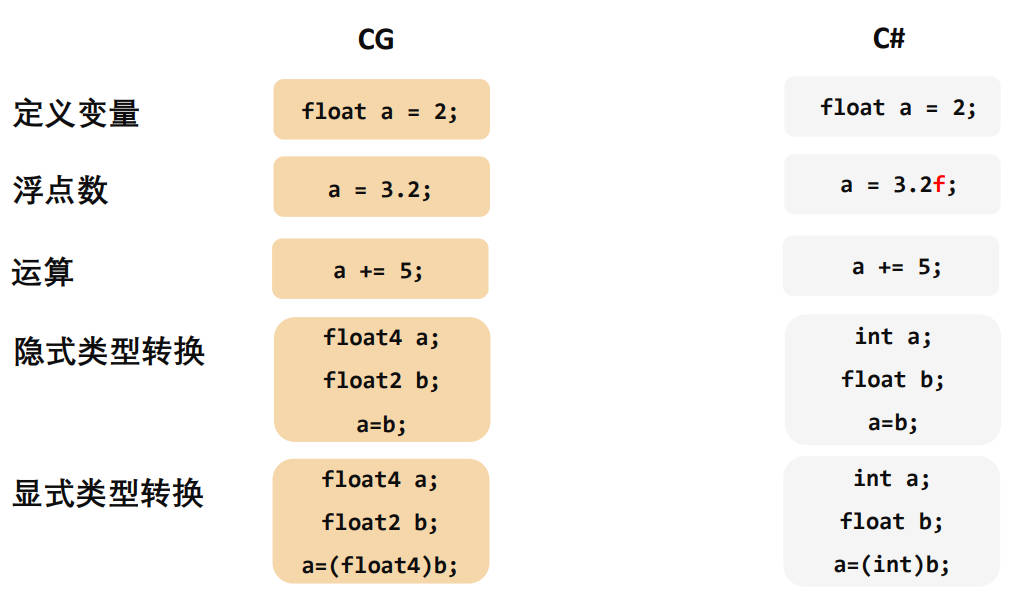 CG C#
定义变量 float a = 2; float a = 2;
浮点数 a = 3.2; a = 3.2f;
运算 a += 5; a += 5;
隐式类型转换
float4 a;
float2 b;
a=b;
int a;
float b;
a=b;
显式类型转换
float4 a;
float2 b;
a=(float4)b;
int a;
float b;
a=(int)b;